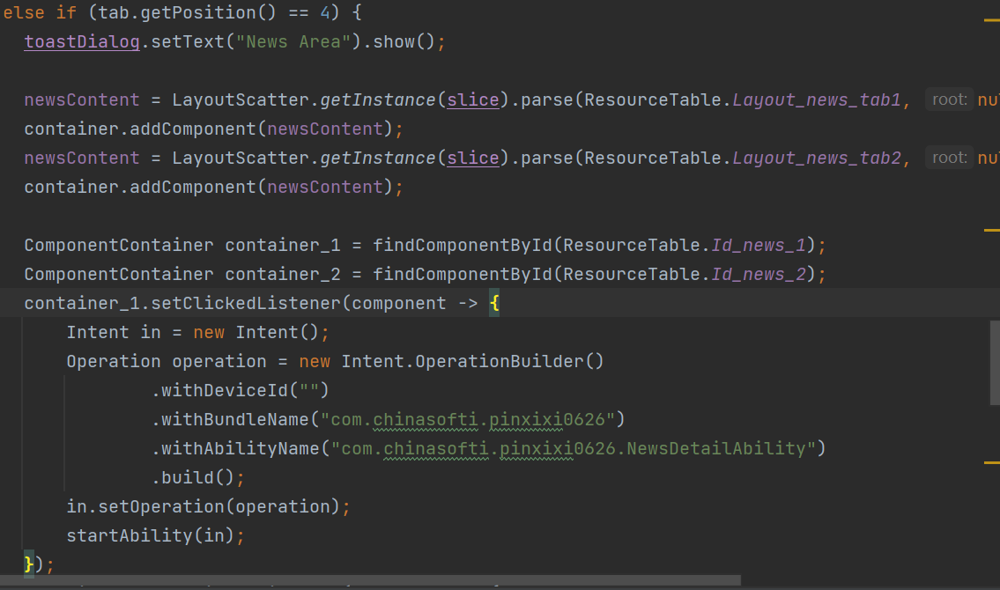 else if (tab.getPosition() == 4) {
toastDialog.setText("News Area").show();
newsContent = LayoutScatter.getInstance(slice).parse(ResourceTable.Layout_news_tab1, root: nul
container.addComponent(newsContent);
newsContent = LayoutScatter.getInstance(slice).parse(ResourceTable.Layout_news_tab2, root: nul
container.addComponent(newsContent);
ComponentContainer container_1 = findComponentById(ResourceTable.Id_news_1);
ComponentContainer container_2 = findComponentById(ResourceTable.Id_news_2);
container_1.setClickedListener(component -> {
Intent in = new Intent();
Operation operation = new Intent.OperationBuilder()
.withDeviceId("")
.withBundleName("com.chinasofti.pinxixi0626")
.withAbilityName("com.chinasofti.pinxixi0626.NewsDetailAbility")
.build();
in.setOperation(operation);
startAbility(in);
});